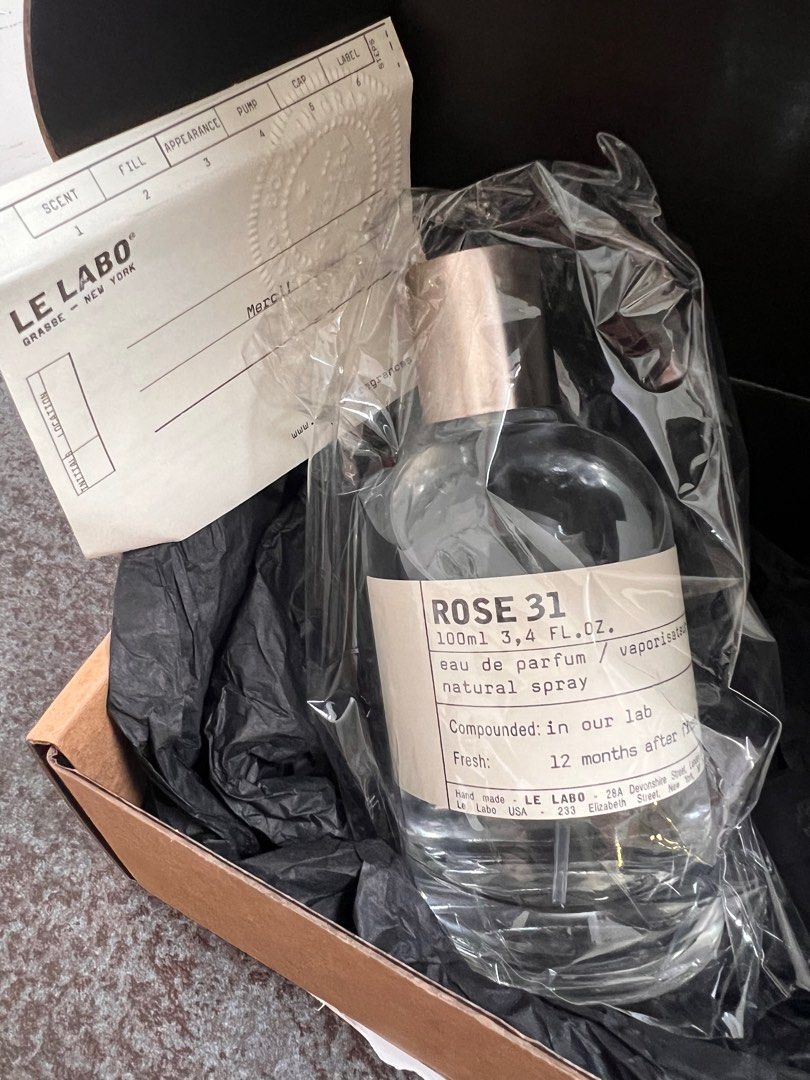 SCENT FILL APPEARANCE PUMP CAP LABEL
1 2 3 4 5 6
LE LABO®
GRASSE - NEW YORK
Merci!
LOCATION
INITIALS
www.
ROSE 31
100ml 3,4 FL.OZ.
eau de parfum /
natural spray
Compounded: in our lab
Fresh: 12 months after
Hand made - LE LABO - 28A Devonshire Street,
Le Labo USA - 233 Elizabeth Street, New York,